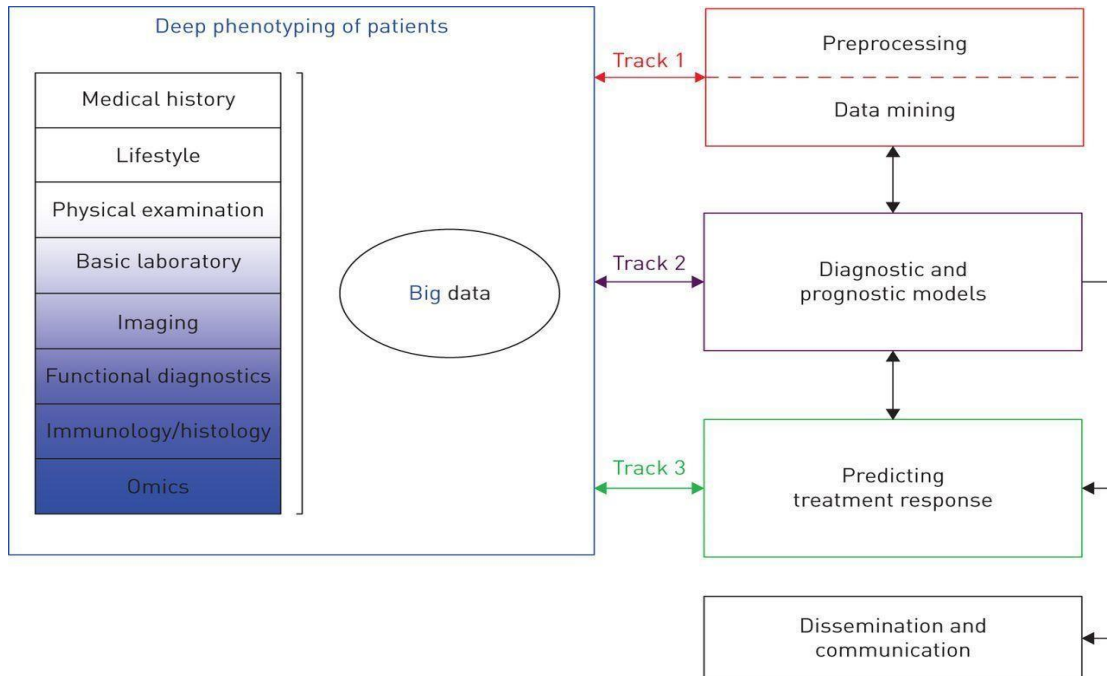 Deep phenotyping of patients
Medical history
Lifestyle
Physical examination
Basic laboratory
Imaging
Functional diagnostics
Immunology/histology
Omics
Big data
Track 1
Preprocessing
Data mining
Track 2
Diagnostic and
prognostic models
Track 3
Predicting
treatment response
Dissemination and
communication